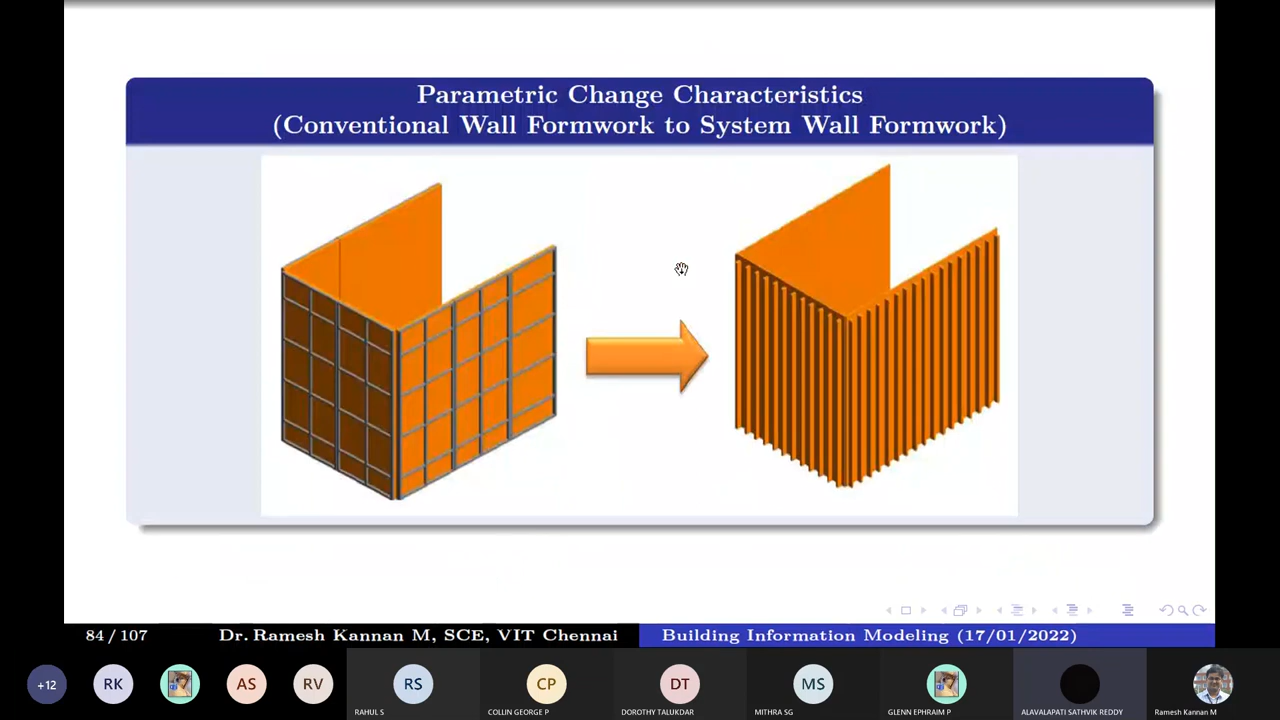 Parametric Change Characteristics
(Conventional Wall Formwork to System Wall Formwork)
84 / 107
Dr. Ramesh Kannan M, SCE, VIT Chennai
Building Information Modeling (17/01/2022)
+12
RK
AS
RV
RS
CP
DT
MS
RAHUL S
COLLIN GEORGE P
DOROTHY TALUKDAR
MITHRA SG
GLENN EPHRAIM P
ALAVALAPATI SATHVIK REDDY
Ramesh Kannan M